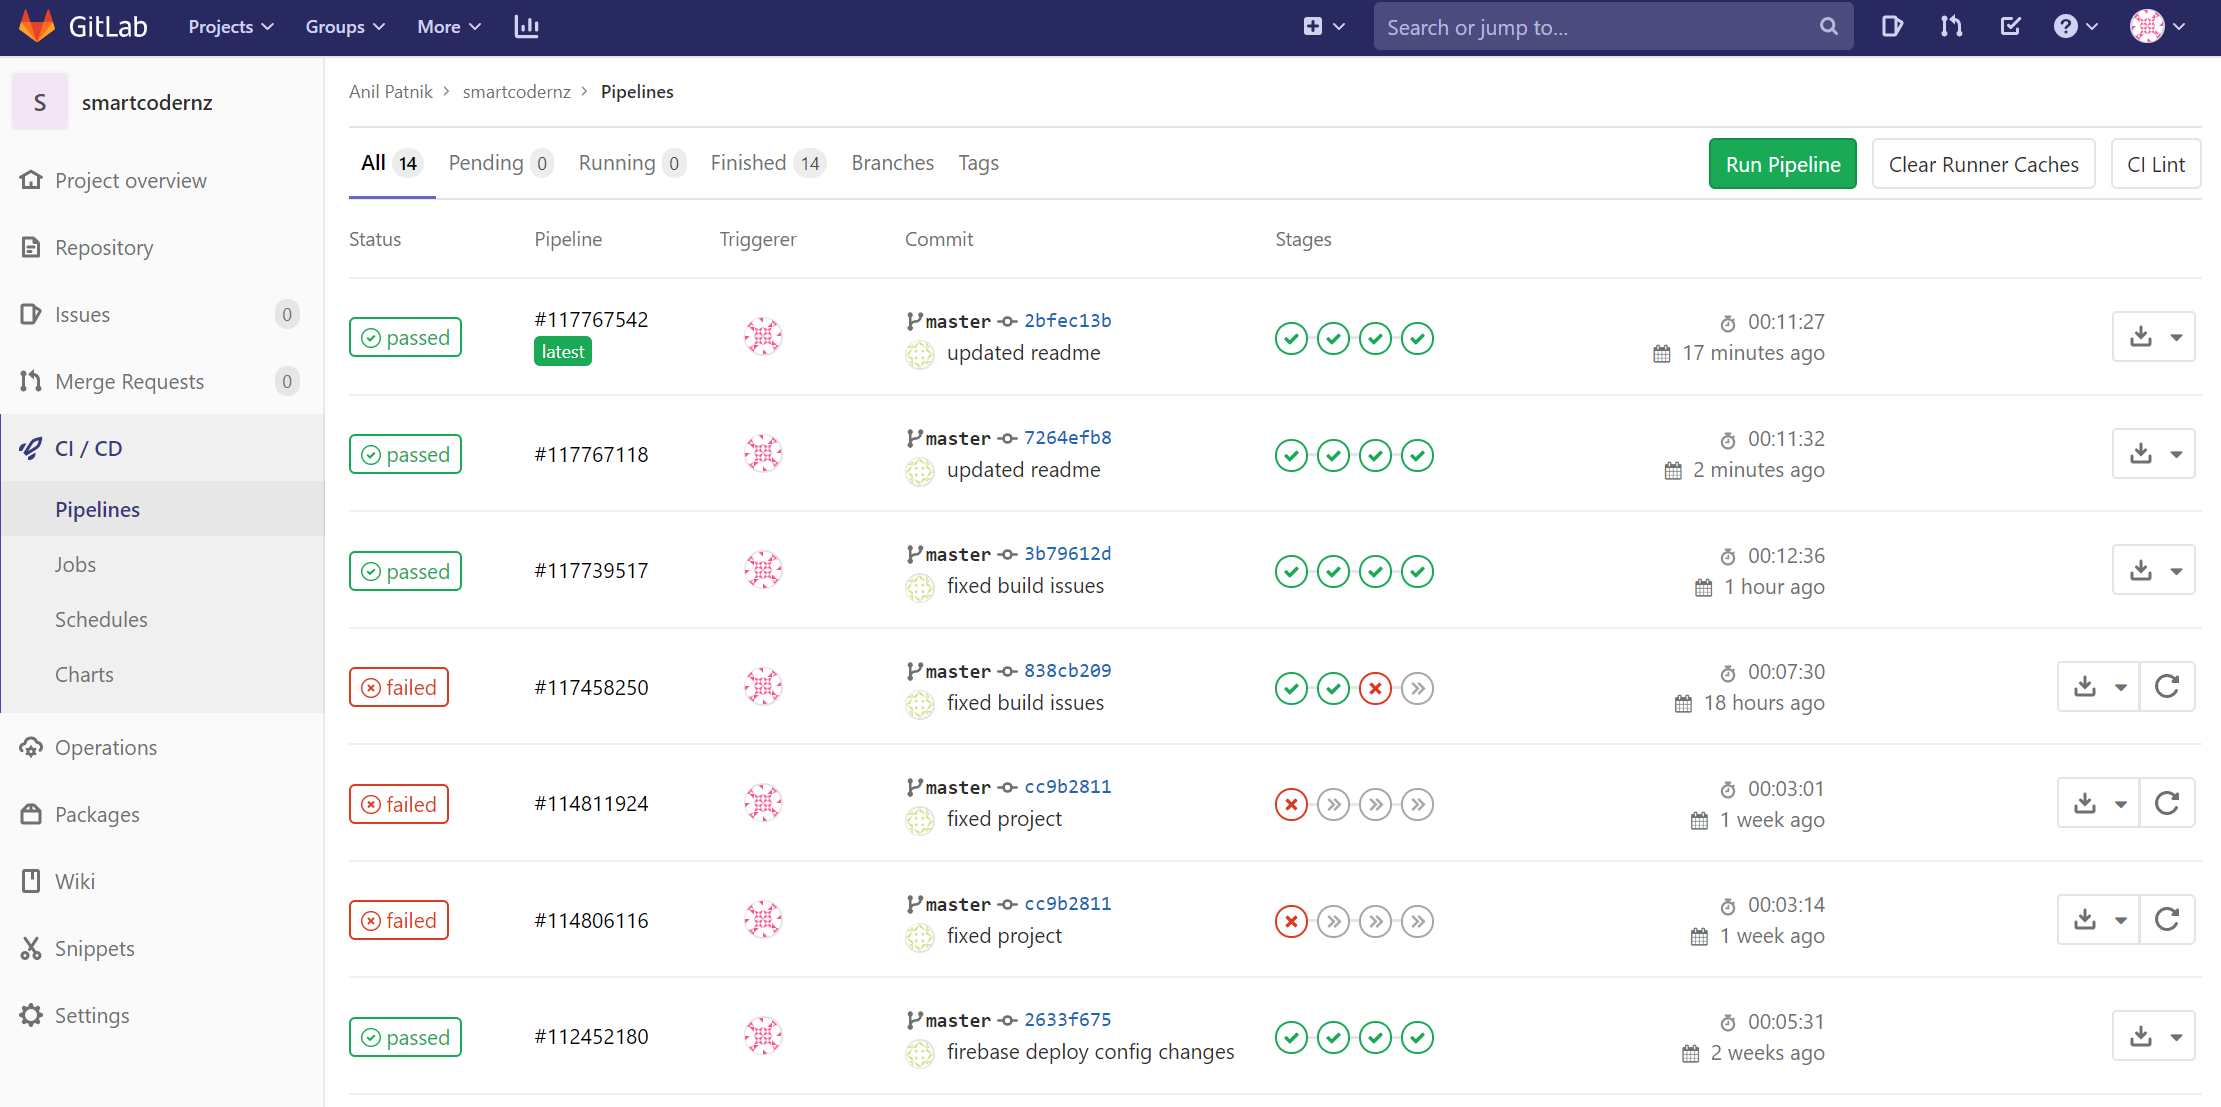 GitLab Projects Groups More Search or jump to...
S smartcodernz
Project overview
Repository
Issues 0
Merge Requests 0
CI / CD
Pipelines
Jobs
Schedules
Charts
Operations
Packages
Wiki
Snippets
Settings
Anil Patnik > smartcodernz > Pipelines
All 14 Pending 0 Running 0 Finished 14 Branches Tags Run Pipeline Clear Runner Caches CI Lint
Status Pipeline Triggerer Commit Stages
passed #117767542 latest master 2bfec13b 00:11:27
updated readme 17 minutes ago
passed #117767118 master 7264efb8 00:11:32
updated readme 2 minutes ago
passed #117739517 master 3b79612d 00:12:36
fixed build issues 1 hour ago
failed #117458250 master 838cb209 00:07:30
fixed build issues 18 hours ago
failed #114811924 master cc9b2811 00:03:01
fixed project 1 week ago
failed #114806116 master cc9b2811 00:03:14
fixed project 1 week ago
passed #112452180 master 2633f675 00:05:31
firebase deploy config changes 2 weeks ago